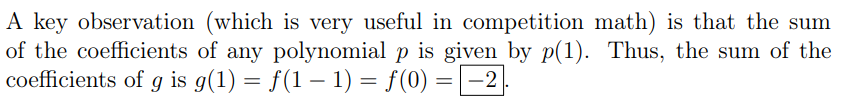 A key observation (which is very useful in competition math) is that the sum
of the coefficients of any polynomial p is given by p(1). Thus, the sum of the
coefficients of g is g(1) = f(1 − 1) = f(0) = −2.